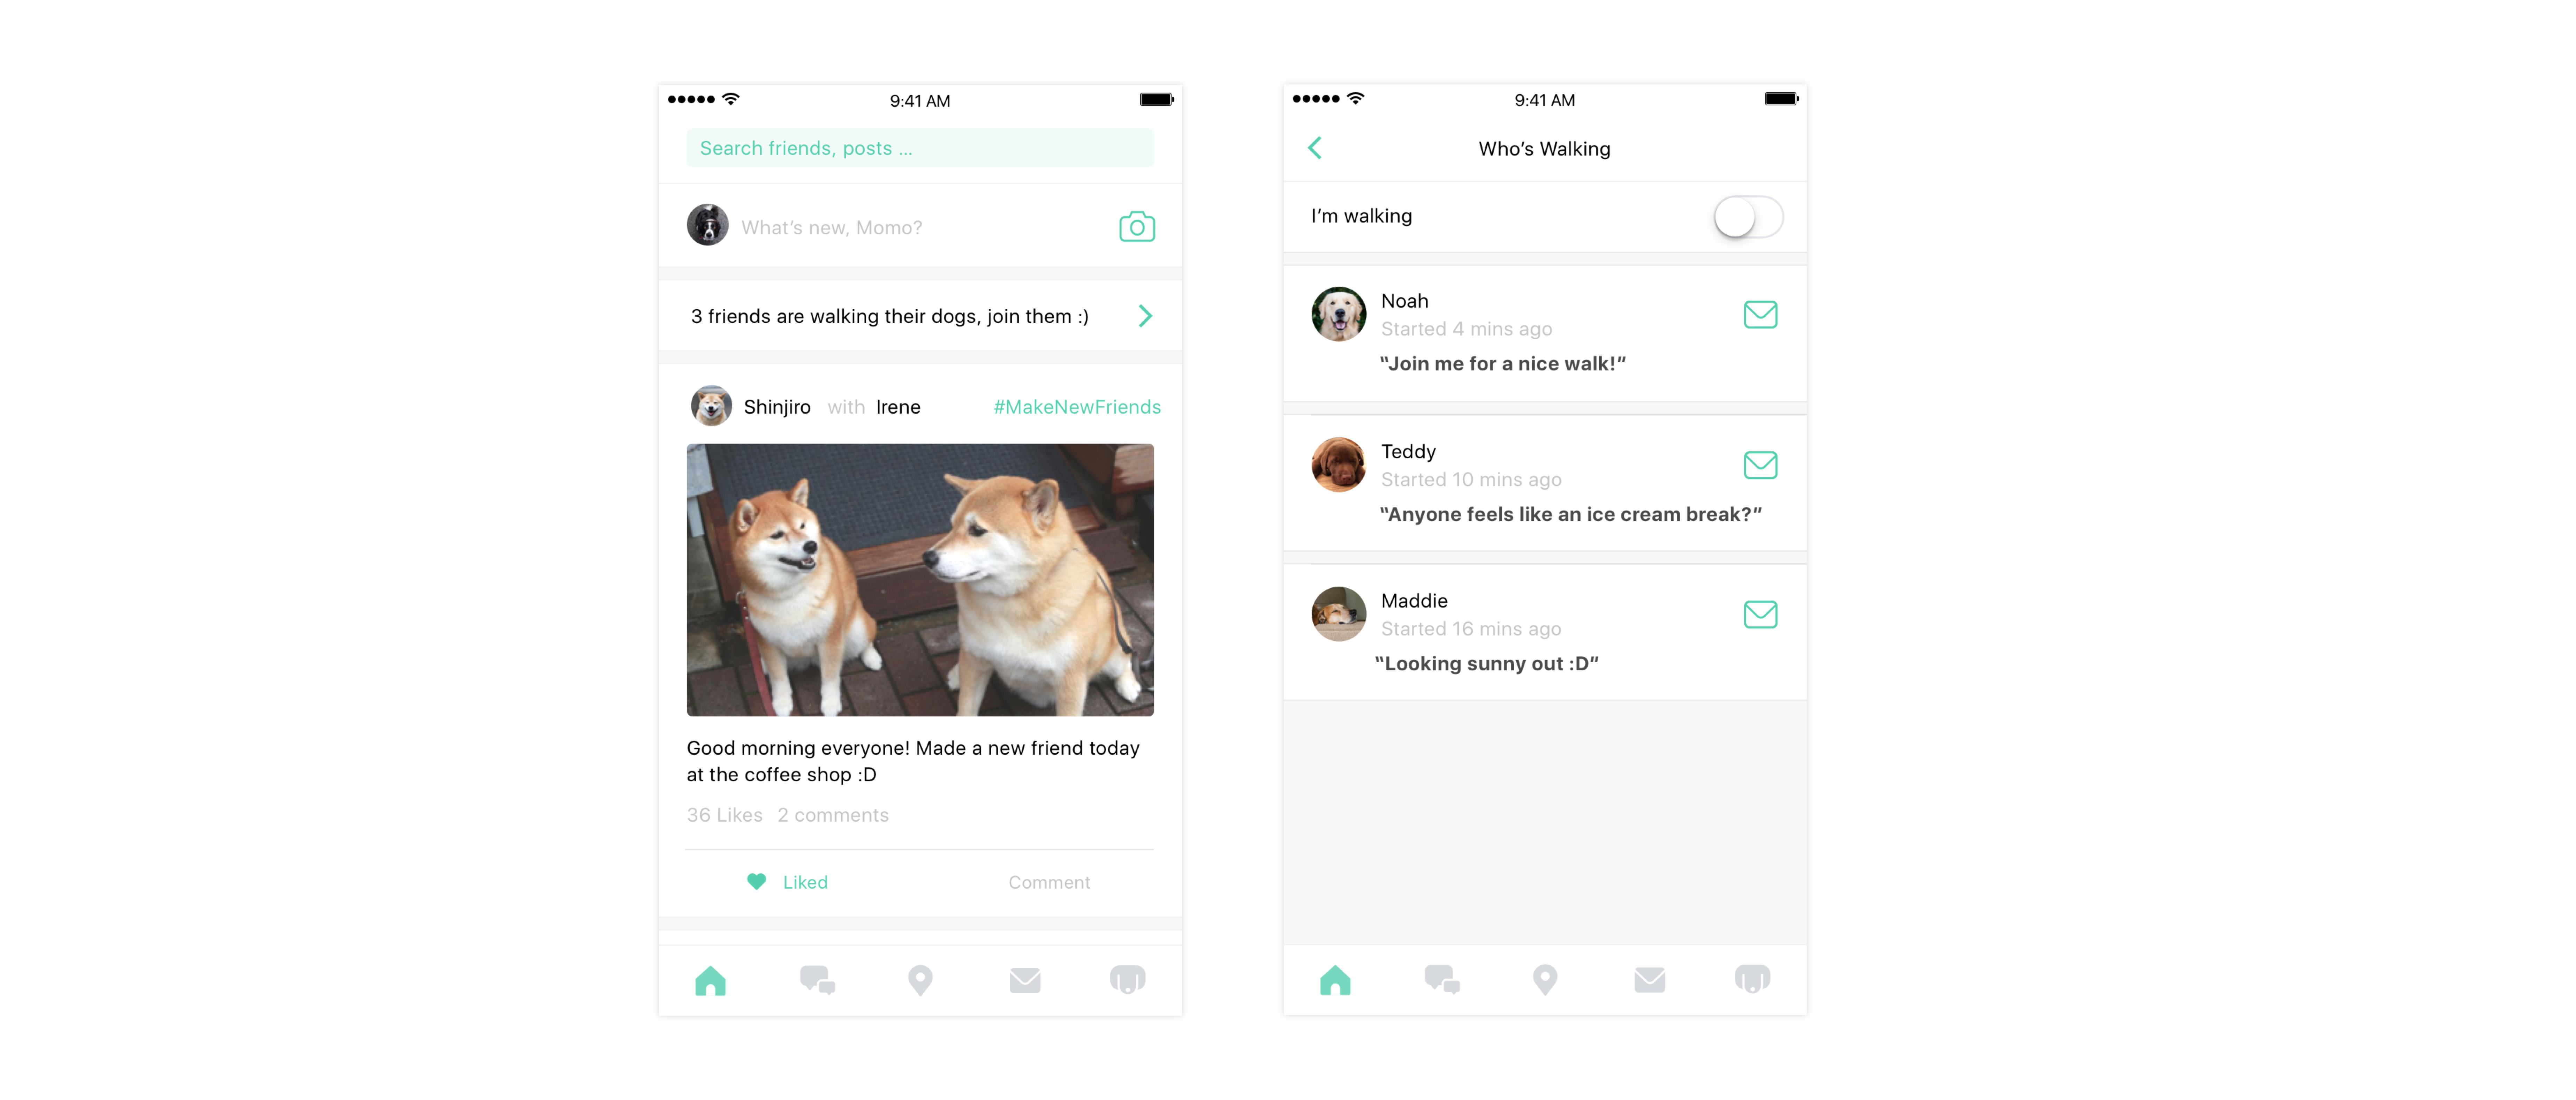 9:41 AM
Search friends, posts ...
What's new, Momo?
3 friends are walking their dogs, join them :)
Shinjiro with Irene #MakeNewFriends
Good morning everyone! Made a new friend today
at the coffee shop :D
36 Likes 2 comments
Liked Comment
9:41 AM
Who's Walking
I'm walking
Noah
Started 4 mins ago
“Join me for a nice walk!”
Teddy
Started 10 mins ago
“Anyone feels like an ice cream break?”
Maddie
Started 16 mins ago
“Looking sunny out :D”